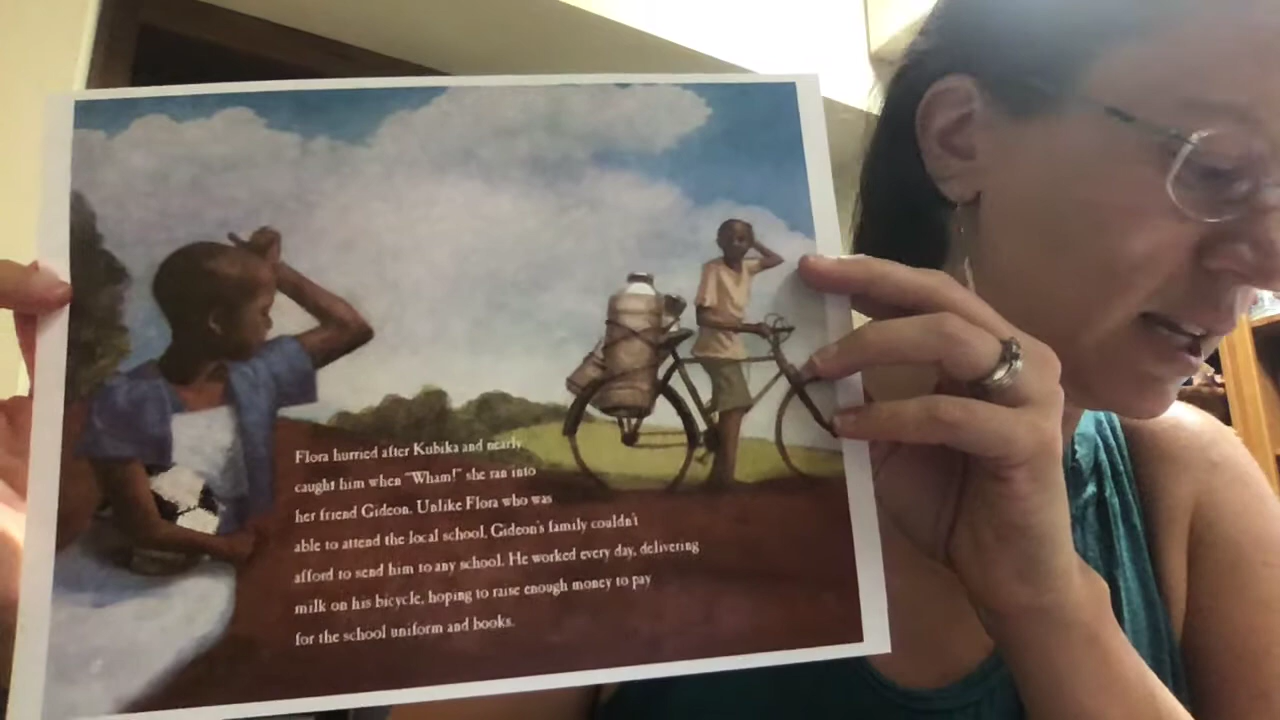 Flora hurried after Kubika and nearly
caught him when "Wham!" she ran into
her friend Gideon. Unlike Flora who was
able to attend the local school, Gideon's family couldn't
afford to send him to any school. He worked every day, delivering
milk on his bicycle, hoping to raise enough money to pay
for the school uniform and books.